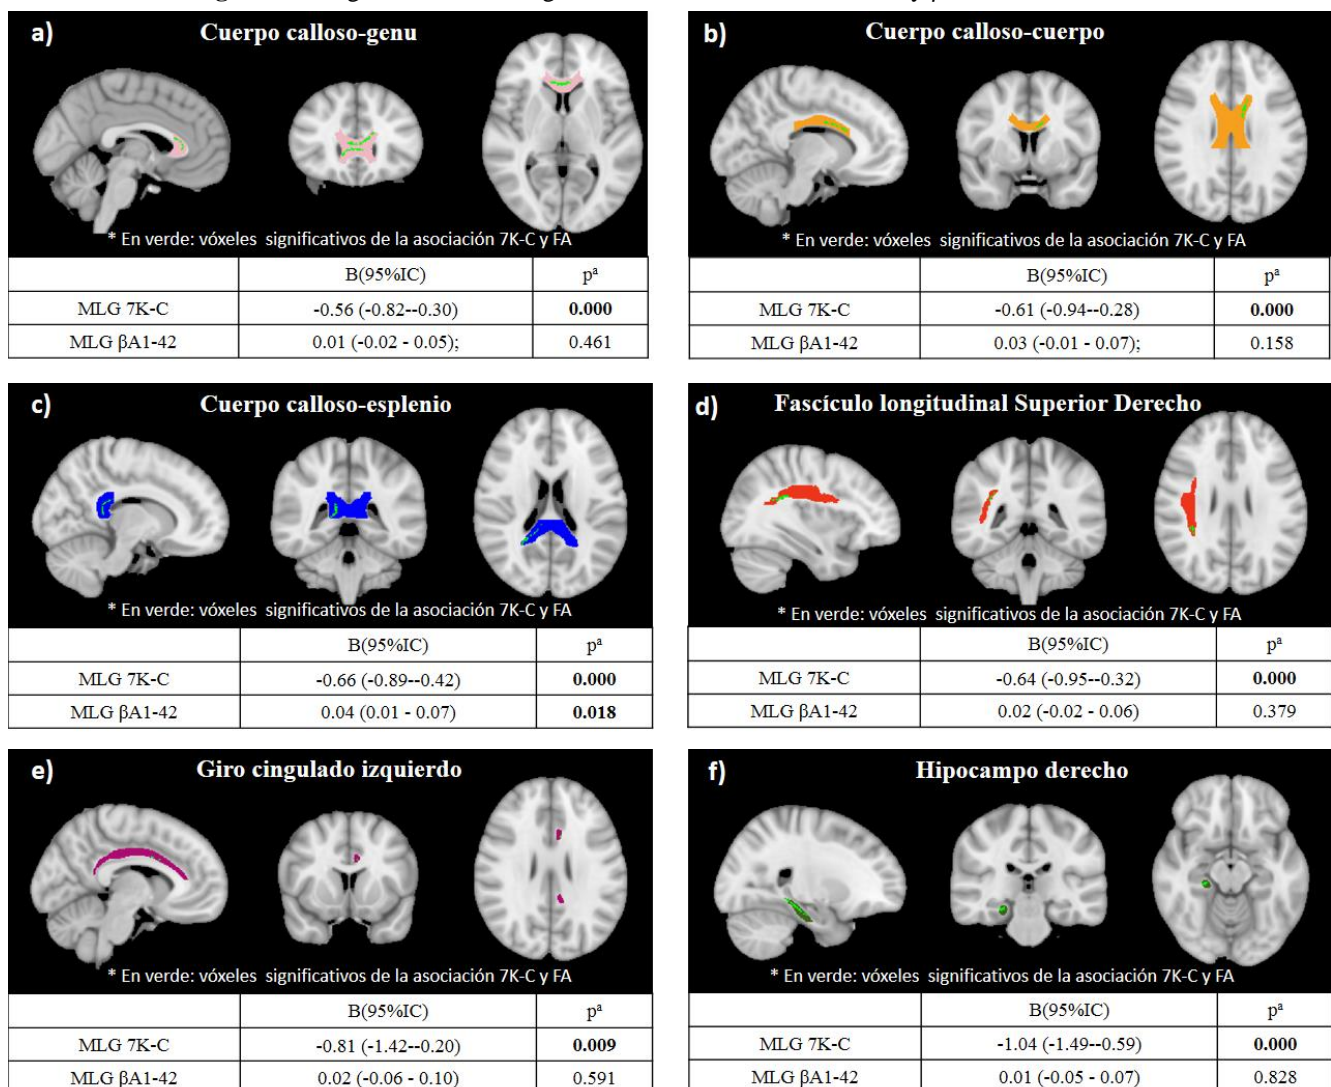 a) Cuerpo calloso-genu
* En verde: vóxeles significativos de la asociación 7K-C y FA
B(95%IC) pª
MLG 7K-C -0.56 (-0.82--0.30) 0.000
MLG βA1-42 0.01 (-0.02 - 0.05); 0.461
b) Cuerpo calloso-cuerpo
* En verde: vóxeles significativos de la asociación 7K-C y FA
B(95%IC) pª
MLG 7K-C -0.61 (-0.94--0.28) 0.000
MLG βA1-42 0.03 (-0.01 - 0.07); 0.158
c) Cuerpo calloso-esplenio
* En verde: vóxeles significativos de la asociación 7K-C y FA
B(95%IC) pª
MLG 7K-C -0.66 (-0.89--0.42) 0.000
MLG βA1-42 0.04 (0.01 - 0.07) 0.018
d) Fascículo longitudinal Superior Derecho
* En verde: vóxeles significativos de la asociación 7K-C y FA
B(95%IC) pª
MLG 7K-C -0.64 (-0.95--0.32) 0.000
MLG βA1-42 0.02 (-0.02 - 0.06) 0.379
e) Giro cingulado izquierdo
* En verde: vóxeles significativos de la asociación 7K-C y FA
B(95%IC) pª
MLG 7K-C -0.81 (-1.42--0.20) 0.009
MLG βA1-42 0.02 (-0.06 - 0.10) 0.591
f) Hipocampo derecho
* En verde: vóxeles significativos de la asociación 7K-C y FA
B(95%IC) pª
MLG 7K-C -1.04 (-1.49--0.59) 0.000
MLG βA1-42 0.01 (-0.05 - 0.07) 0.828